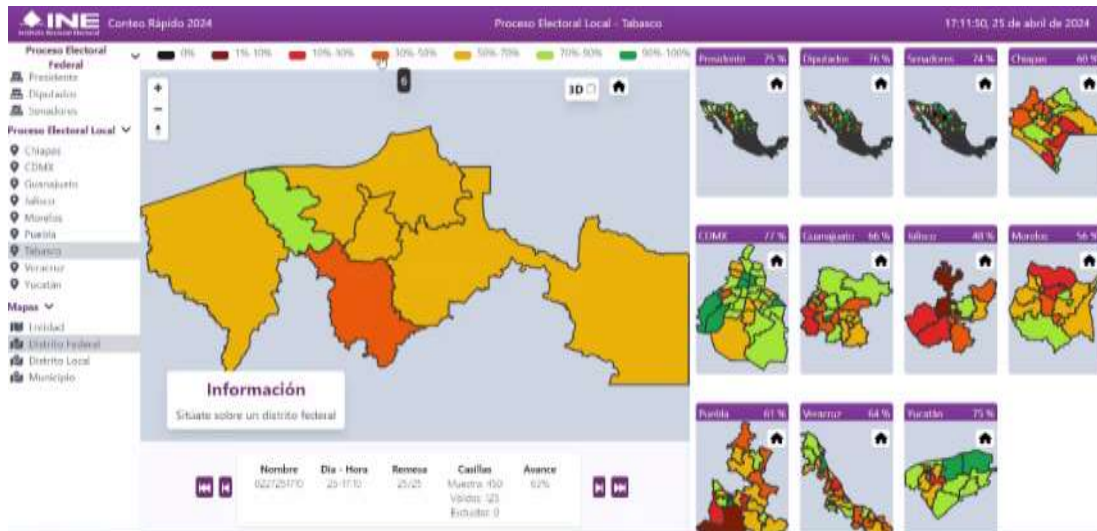 INE
Conteo Rápido 2024
Proceso Electoral Local - Tabasco
17:11:50, 25 de abril de 2024
Proceso Electoral
Federal
Presidente
Diputados
Senadores
Proceso Electoral Local
Chiapas
CDMX
Guanajuato
Jalisco
Morelos
Puebla
Tabasco
Veracruz
Yucatán
Mapas
Entidad
Distrito Federal
Distrito Local
Municipio
0%
1%-10%
10%-30%
30%-50%
50%-70%
70%-90%
90%-100%
6
+
−
3D
Información
Sitúate sobre un distrito federal
Nombre
Día - Hora
Remesa
Casillas
Avance
25-17:10
25/25
Muestra: 450
Excluidas: 0
Presidente 75 %
Diputados 76 %
Senadores 74 %
Chiapas 60 %
CDMX 77 %
Guanajuato 66 %
Jalisco 48 %
Morelos 56 %
Puebla 61 %
Veracruz 64 %
Yucatán 75 %